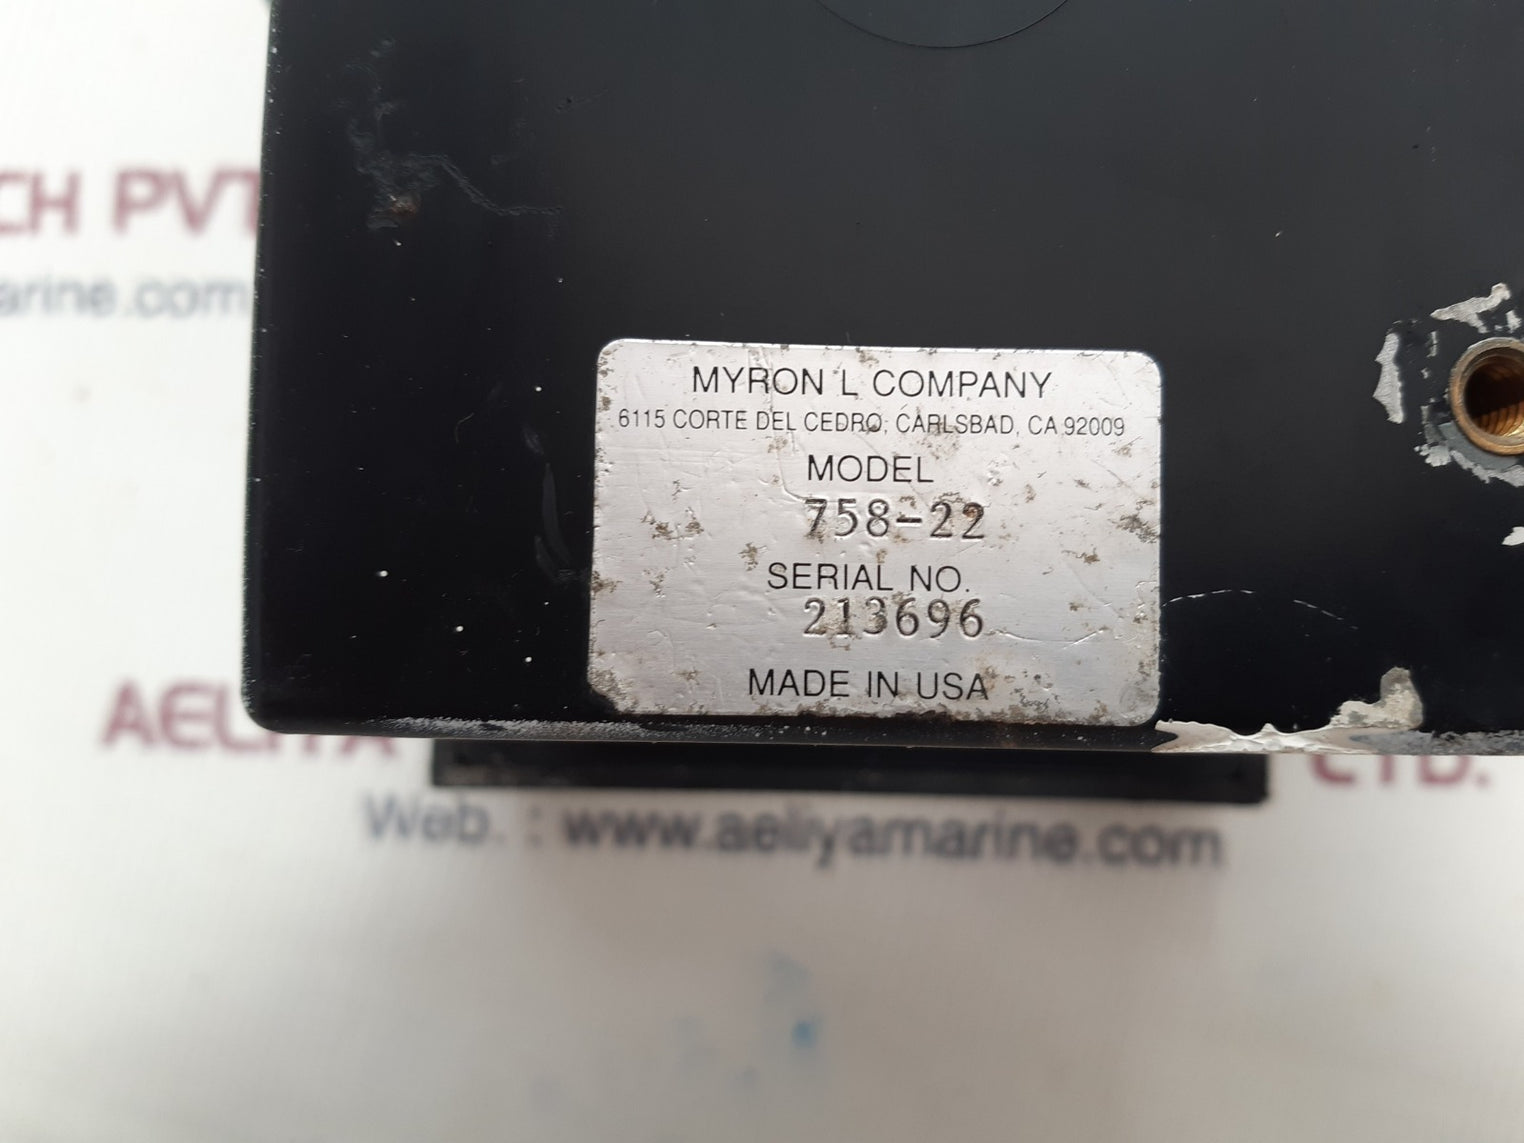 CH PVT
arine.com
MYRON L COMPANY
6115 CORTE DEL CEDRO, CARLSBAD, CA 92009
MODEL
758-22
SERIAL NO.
213696
MADE IN USA
AELIYA LTD.
Web. : www.aeliyamarine.com